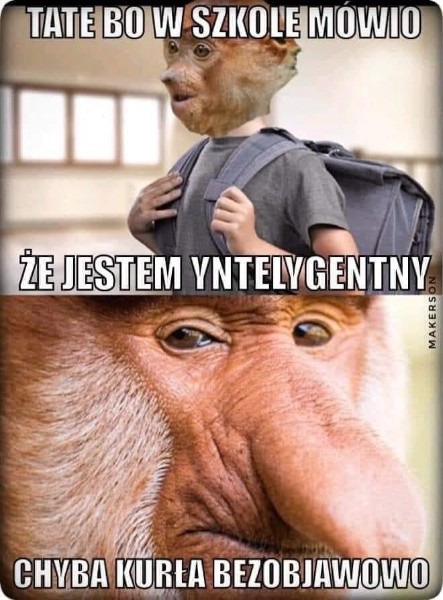 TATE BO W SZKOLE MÓWIO
ŻE JESTEM YNTELYGENTNY
MAKERSON
CHYBA KURŁA BEZOBJAWOWO